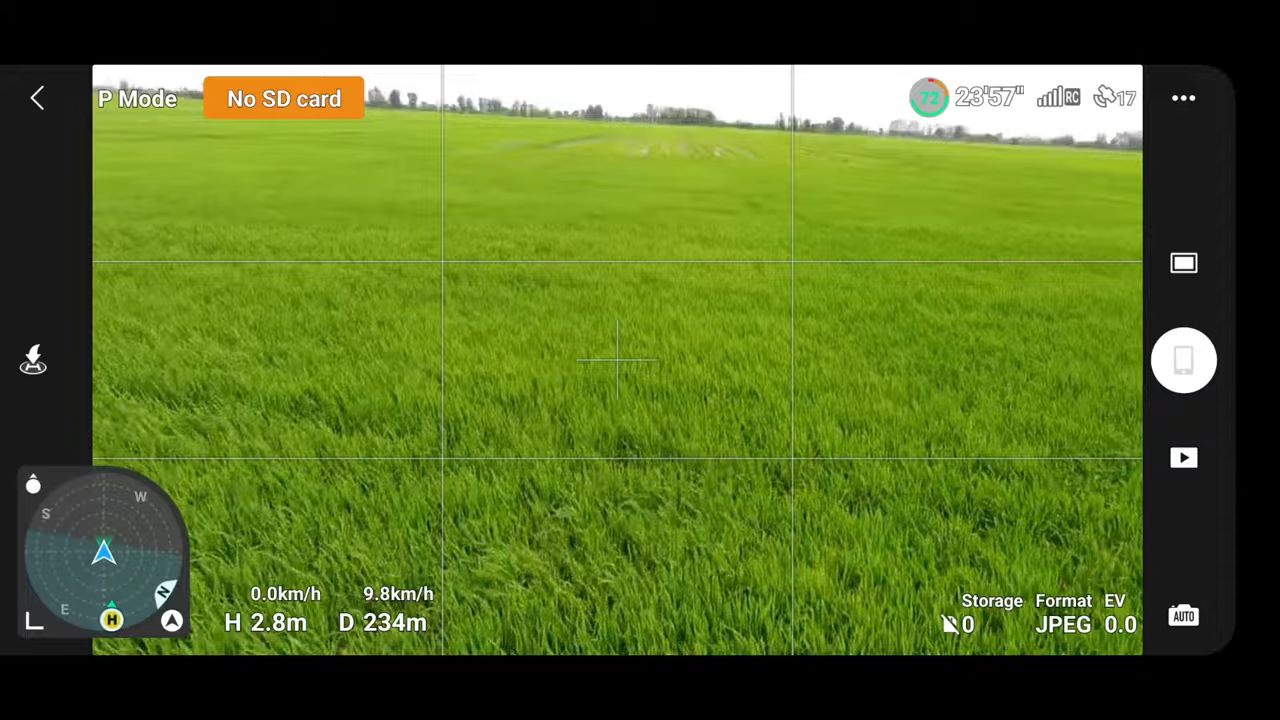 P Mode
No SD card
72
23'57"
RC
17
W
S
N
E
H
0.0km/h
9.8km/h
H 2.8m
D 234m
Storage
Format
EV
0
JPEG
0.0
AUTO